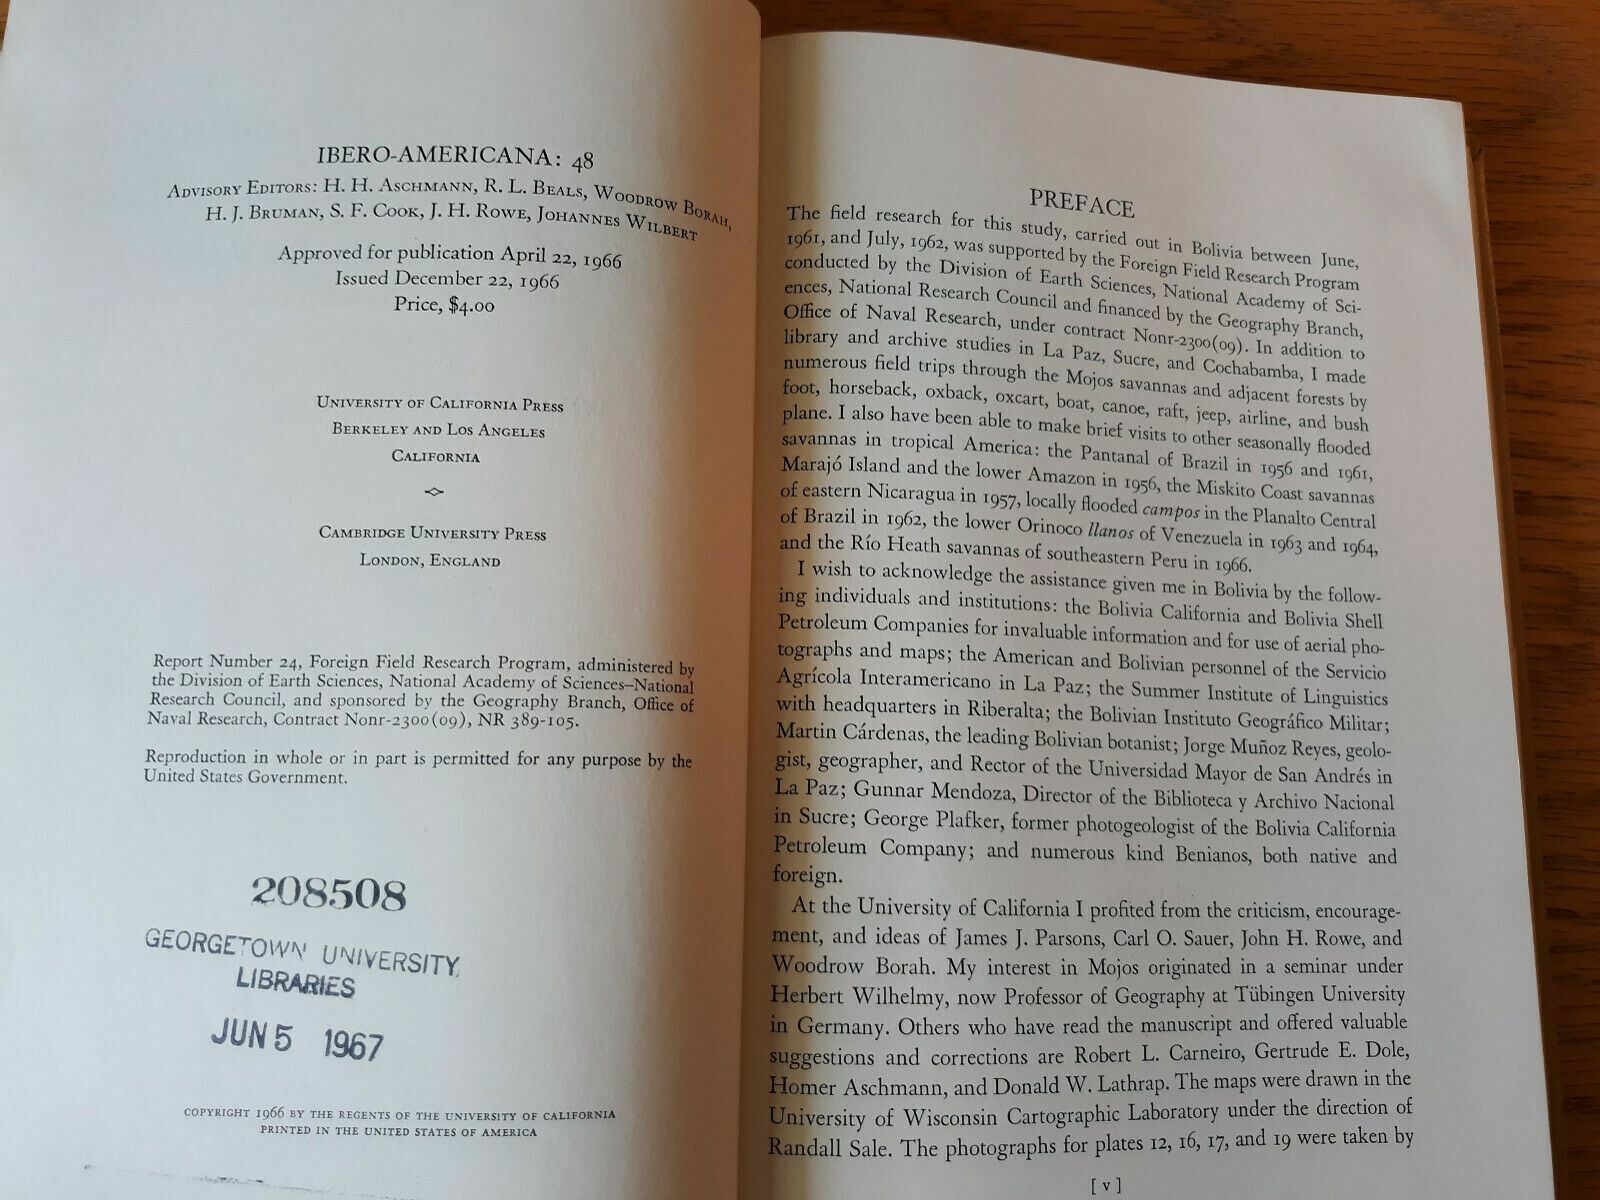 IBERO-AMERICANA: 48
ADVISORY EDITORS: H. H. ASCHMANN, R. L. BEALS, WOODROW BORAH,
H. J. BRUMAN, S. F. COOK, J. H. ROWE, JOHANNES WILBERT
Approved for publication April 22, 1966
Issued December 22, 1966
Price, $4.00
UNIVERSITY OF CALIFORNIA PRESS
BERKELEY AND LOS ANGELES
CALIFORNIA
CAMBRIDGE UNIVERSITY PRESS
LONDON, ENGLAND
Report Number 24, Foreign Field Research Program, administered by
the Division of Earth Sciences, National Academy of Sciences–National
Research Council, and sponsored by the Geography Branch, Office of
Naval Research, Contract Nonr-2300(09), NR 389-105.
Reproduction in whole or in part is permitted for any purpose by the
United States Government.
208508
GEORGETOWN UNIVERSITY
LIBRARIES
JUN 5 1967
COPYRIGHT 1966 BY THE REGENTS OF THE UNIVERSITY OF CALIFORNIA
PRINTED IN THE UNITED STATES OF AMERICA
PREFACE
The field research for this study, carried out in Bolivia between June,
1961, and July, 1962, was supported by the Foreign Field Research Program
conducted by the Division of Earth Sciences, National Academy of Sci-
ences, National Research Council and financed by the Geography Branch,
Office of Naval Research, under contract Nonr-2300(09). In addition to
library and archive studies in La Paz, Sucre, and Cochabamba, I made
numerous field trips through the Mojos savannas and adjacent forests by
foot, horseback, oxback, oxcart, boat, canoe, raft, jeep, airline, and bush
plane. I also have been able to make brief visits to other seasonally flooded
savannas in tropical America: the Pantanal of Brazil in 1956 and 1961,
Marajó Island and the lower Amazon in 1956, the Miskito Coast savannas
of eastern Nicaragua in 1957, locally flooded campos in the Planalto Central
of Brazil in 1962, the lower Orinoco llanos of Venezuela in 1963 and 1964,
and the Río Heath savannas of southeastern Peru in 1966.
I wish to acknowledge the assistance given me in Bolivia by the follow-
ing individuals and institutions: the Bolivia California and Bolivia Shell
Petroleum Companies for invaluable information and for use of aerial pho-
tographs and maps; the American and Bolivian personnel of the Servicio
Agrícola Interamericano in La Paz; the Summer Institute of Linguistics
with headquarters in Riberalta; the Bolivian Instituto Geográfico Militar;
Martin Cárdenas, the leading Bolivian botanist; Jorge Muñoz Reyes, geolo-
gist, geographer, and Rector of the Universidad Mayor de San Andrés in
La Paz; Gunnar Mendoza, Director of the Biblioteca y Archivo Nacional
in Sucre; George Plafker, former photogeologist of the Bolivia California
Petroleum Company; and numerous kind Benianos, both native and
foreign.
At the University of California I profited from the criticism, encourage-
ment, and ideas of James J. Parsons, Carl O. Sauer, John H. Rowe, and
Woodrow Borah. My interest in Mojos originated in a seminar under
Herbert Wilhelmy, now Professor of Geography at Tübingen University
in Germany. Others who have read the manuscript and offered valuable
suggestions and corrections are Robert L. Carneiro, Gertrude E. Dole,
Homer Aschmann, and Donald W. Lathrap. The maps were drawn in the
University of Wisconsin Cartographic Laboratory under the direction of
Randall Sale. The photographs for plates 12, 16, 17, and 19 were taken by
[ v ]